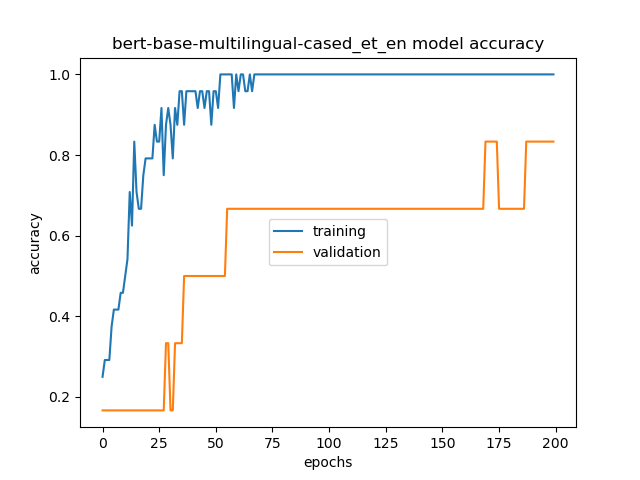 bert-base-multilingual-cased_et_en model accuracy
1.0
0.8
0.6
0.4
0.2
accuracy
training
validation
0 25 50 75 100 125 150 175 200
epochs